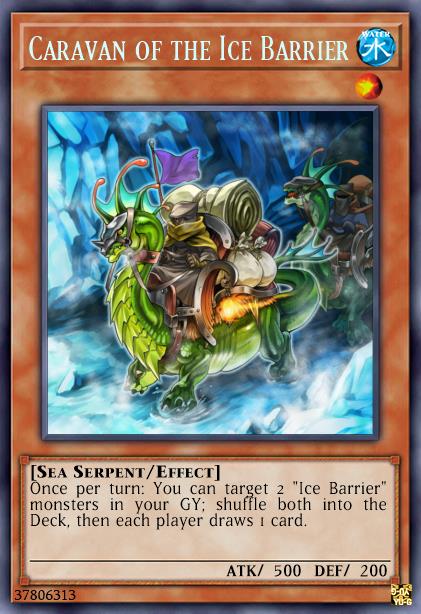 Caravan of the Ice Barrier
WATER
水
[Sea Serpent/Effect]
Once per turn: You can target 2 "Ice Barrier"
monsters in your GY; shuffle both into the
Deck, then each player draws 1 card.
ATK/ 500 DEF/ 200
37806313